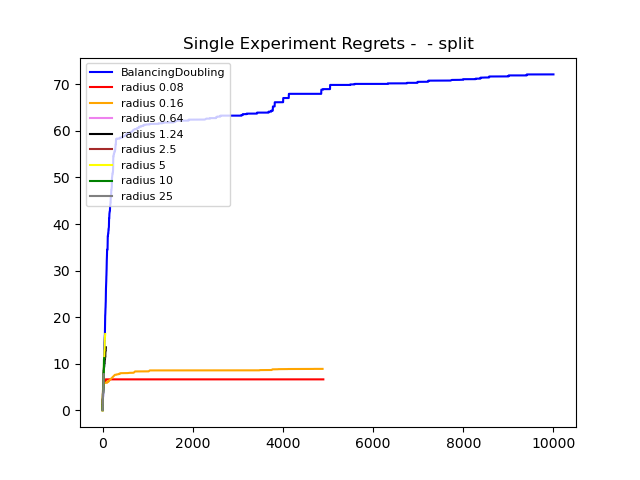 Single Experiment Regrets -  - split
BalancingDoubling
radius 0.08
radius 0.16
radius 0.64
radius 1.24
radius 2.5
radius 5
radius 10
radius 25
70
60
50
40
30
20
10
0
0 2000 4000 6000 8000 10000